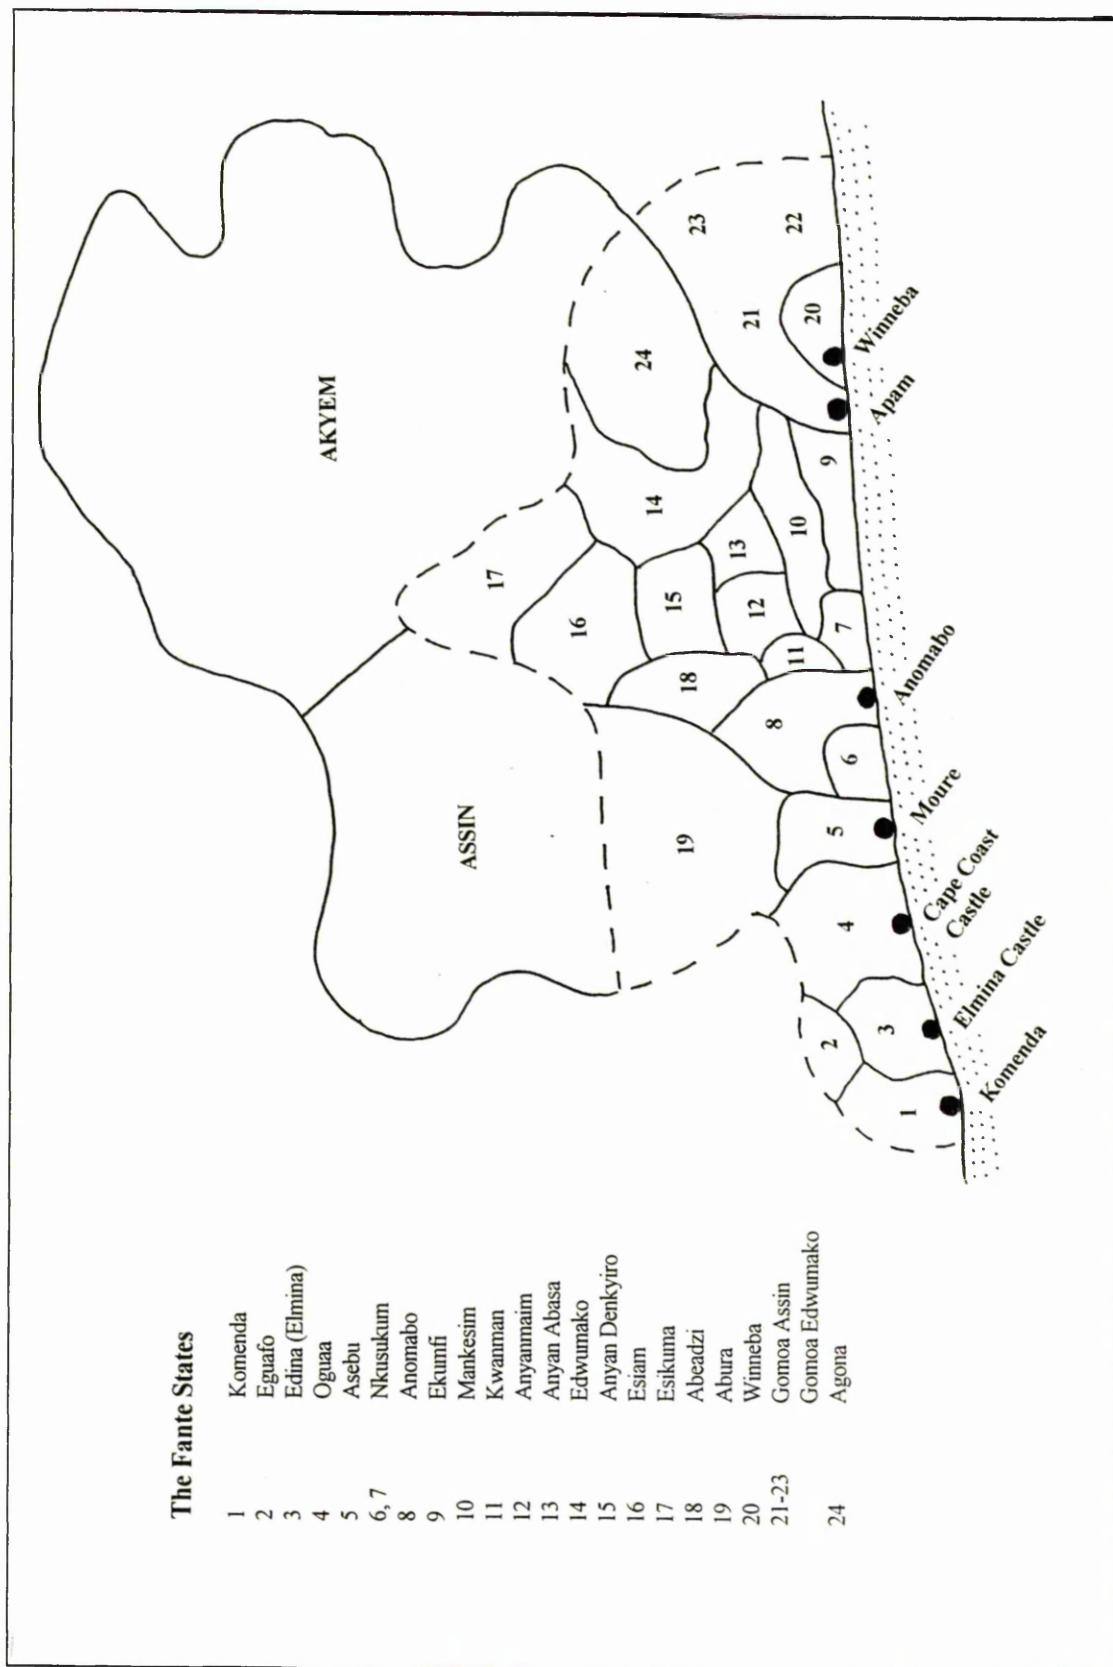 The Fante States
1 Komenda
2 Eguafo
3 Edina (Elmina)
4 Oguaa
5 Asebu
6, 7 Nkusukum
8 Anomabo
9 Ekumfi
10 Mankesim
11 Kwanman
12 Anyanmaim
13 Anyan Abasa
14 Edwumako
15 Anyan Denkyiro
16 Esiam
17 Esikuma
18 Abeadzi
19 Abura
20 Winneba
21-23 Gomoa Assin
Gomoa Edwumako
24 Agona
AKYEM
ASSIN
17
24
23
22
21
20
16
14
15
13
12
10
9
18
11
7
19
8
6
5
4
2
3
1
Komenda
Elmina Castle
Cape Coast
Castle
Moure
Anomabo
Apam
Winneba